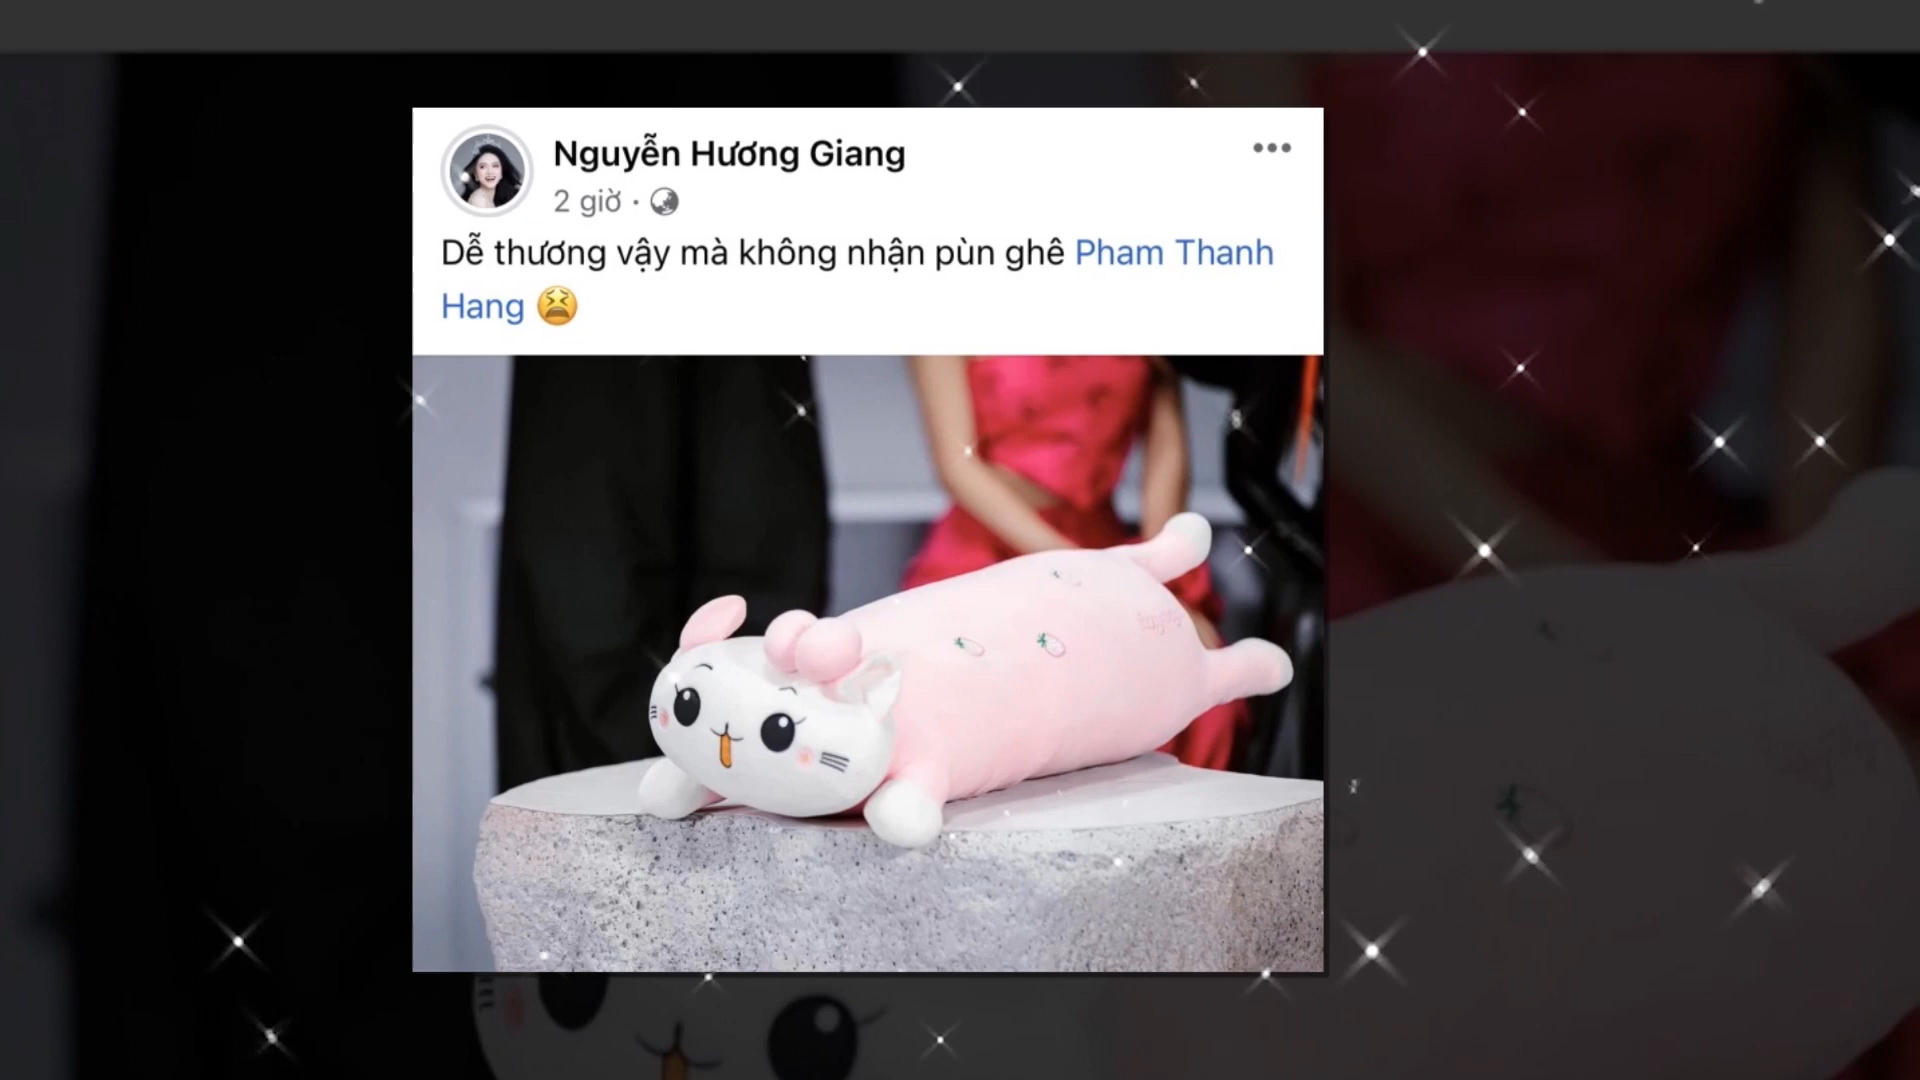 Nguyễn Hương Giang
2 giờ ·
Dễ thương vậy mà không nhận pùn ghê Pham Thanh
Hang 😫